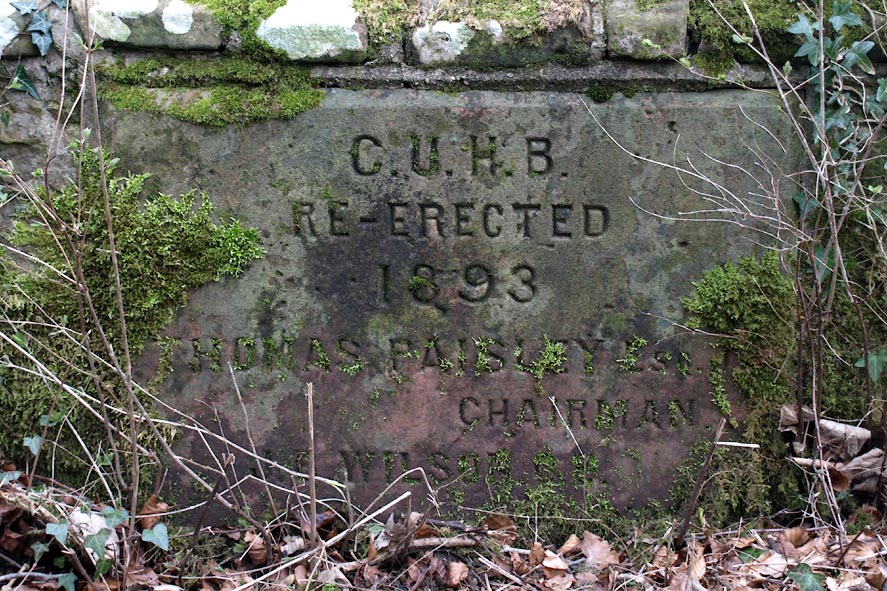 C.U.H.B.
RE-ERECTED
1893
THOMAS PAISLEY ESQ.
CHAIRMAN.
WILSON